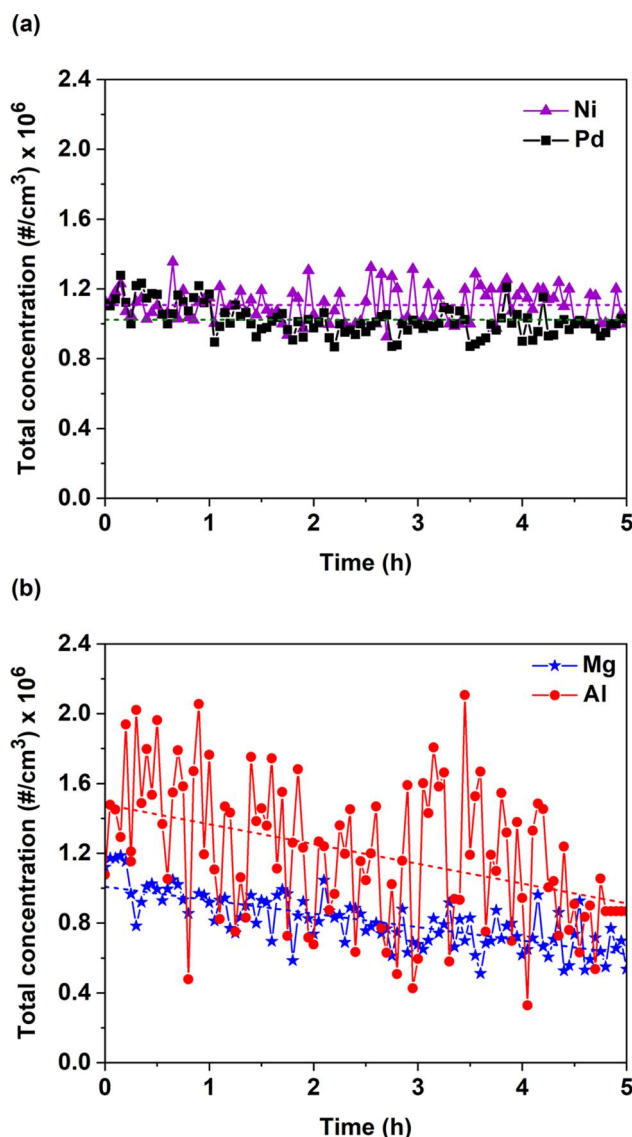 (a)
Total concentration (#/cm³) x 10⁶
2.4
2.0
1.6
1.2
0.8
0.4
0.0
Ni
Pd
0 1 2 3 4 5
Time (h)
(b)
Total concentration (#/cm³) x 10⁶
2.4
2.0
1.6
1.2
0.8
0.4
0.0
Mg
Al
0 1 2 3 4 5
Time (h)